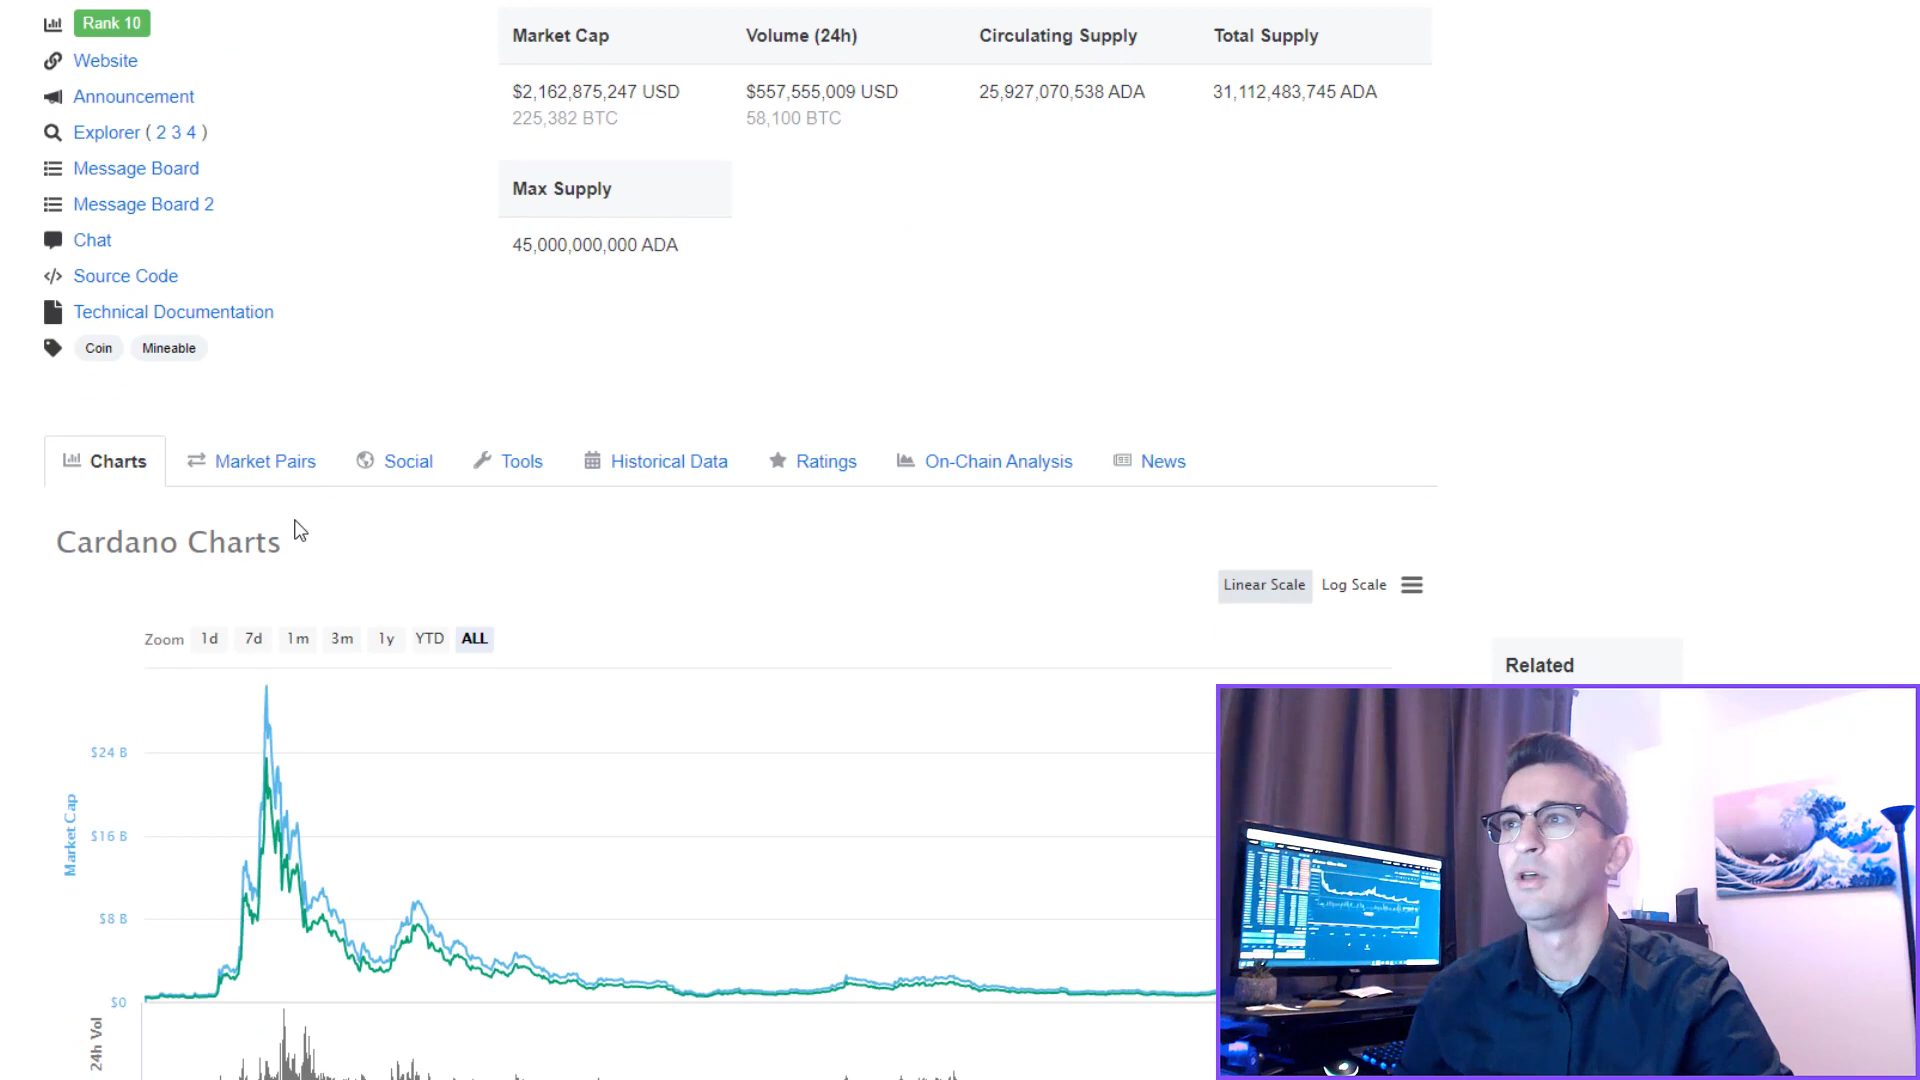 Rank 10
Website
Announcement
Explorer ( 2 3 4 )
Message Board
Message Board 2
Chat
Source Code
Technical Documentation
Coin Mineable
Market Cap Volume (24h) Circulating Supply Total Supply
$2,162,875,247 USD $557,555,009 USD 25,927,070,538 ADA 31,112,483,745 ADA
225,382 BTC 58,100 BTC
Max Supply
45,000,000,000 ADA
Charts Market Pairs Social Tools Historical Data Ratings On-Chain Analysis News
Cardano Charts
Linear Scale Log Scale
Zoom 1d 7d 1m 3m 1y YTD ALL
Related
$24 B
$16 B
$8 B
$0
Market Cap
24h Vol